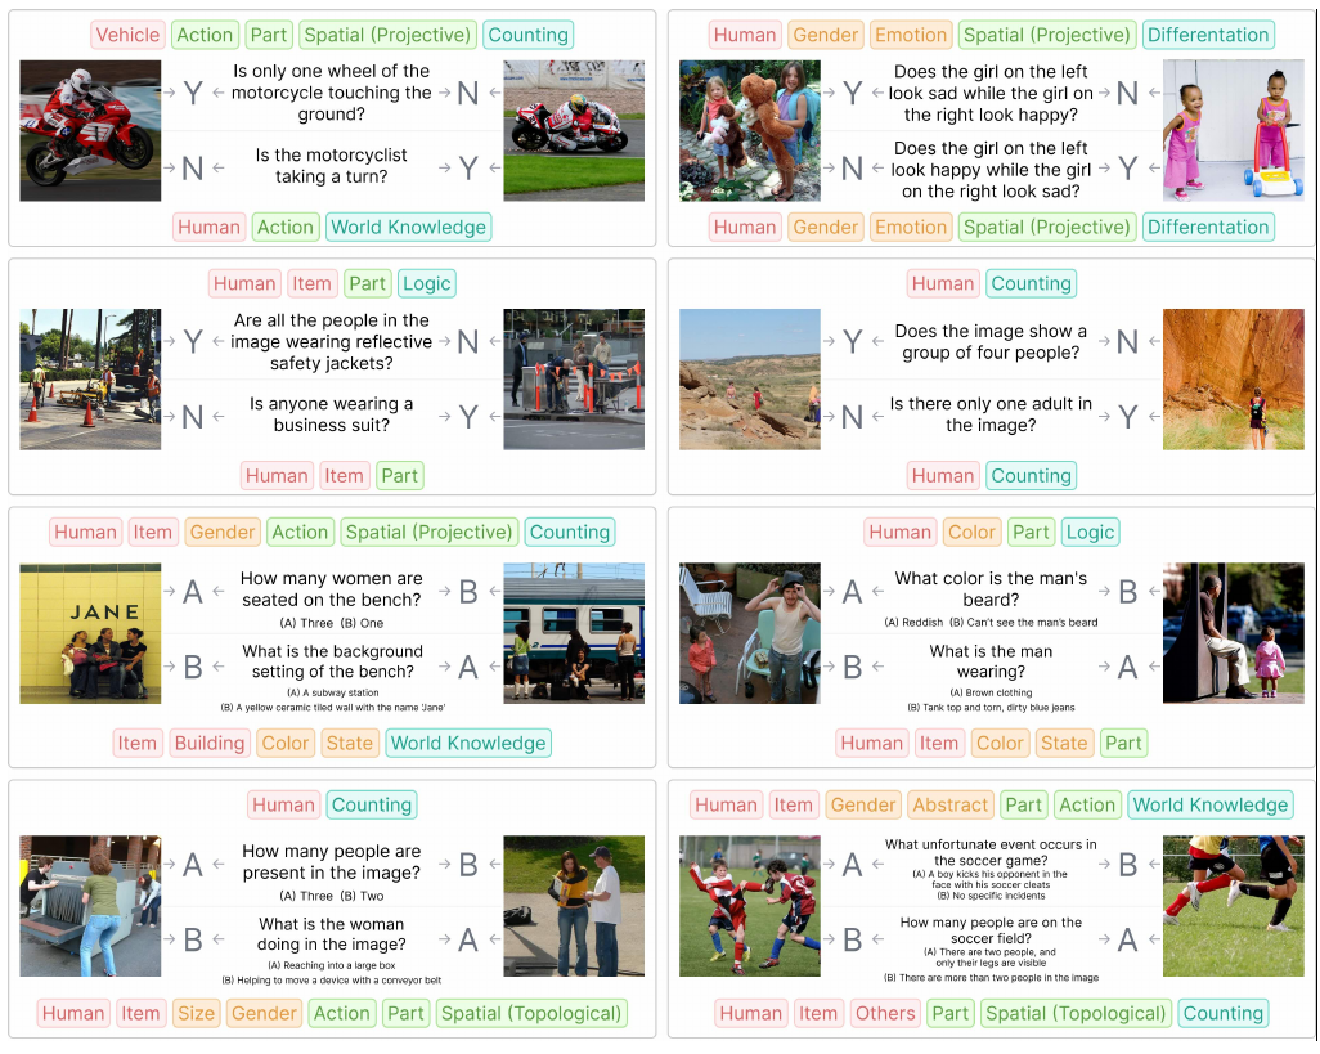 Vehicle Action Part Spatial (Projective) Counting
Y
Is only one wheel of the
motorcycle touching the
ground?
N
N
Is the motorcyclist
taking a turn?
Y
Human Action World Knowledge
Human Gender Emotion Spatial (Projective) Differentation
Y
Does the girl on the left
look sad while the girl on
the right look happy?
N
N
Does the girl on the left
look happy while the girl
on the right look sad?
Y
Human Gender Emotion Spatial (Projective) Differentation
Human Item Part Logic
Y
Are all the people in the
image wearing reflective
safety jackets?
N
N
Is anyone wearing a
business suit?
Y
Human Item Part
Human Counting
Y
Does the image show a
group of four people?
N
N
Is there only one adult in
the image?
Y
Human Counting
Human Item Gender Action Spatial (Projective) Counting
JANE
A
How many women are
seated on the bench?
(A) Three (B) One
B
B
What is the background
setting of the bench?
(A) A subway station
(B) A yellow ceramic tiled wall with the name 'Jane'
A
Item Building Color State World Knowledge
Human Color Part Logic
A
What color is the man's
beard?
(A) Reddish (B) Can't see the man's beard
B
B
What is the man
wearing?
(A) Brown clothing
(B) Tank top and torn, dirty blue jeans
A
Human Item Color State Part
Human Counting
A
How many people are
present in the image?
(A) Three (B) Two
B
B
What is the woman
doing in the image?
(A) Reaching into a large box
(B) Helping to move a device with a conveyor belt
A
Human Item Size Gender Action Part Spatial (Topological)
Human Item Gender Abstract Part Action World Knowledge
A
What unfortunate event occurs in
the soccer game?
(A) A boy kicks his opponent in the
face with his soccer cleats
(B) No specific incidents
B
B
How many people are on the
soccer field?
(A) There are two people, and
only their legs are visible
(B) There are more than two people in the image
A
Human Item Others Part Spatial (Topological) Counting